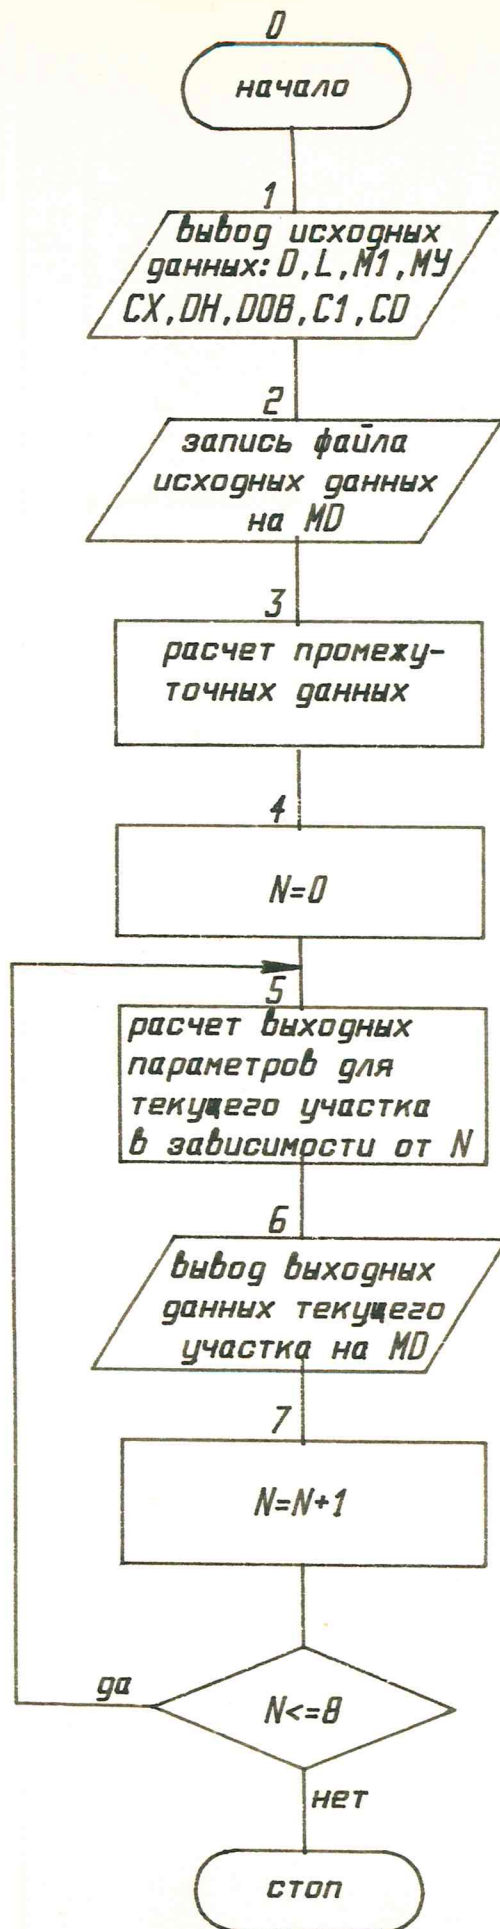 0
начало
1
вывод исходных
данных: D, L, M1, МУ
CX, DH, DOB, C1, CD
2
запись файла
исходных данных
на MD
3
расчет промежу-
точных данных
4
N=0
5
расчет выходных
параметров для
текущего участка
в зависимости от N
6
вывод выходных
данных текущего
участка на MD
7
N=N+1
да
N<=8
нет
стоп